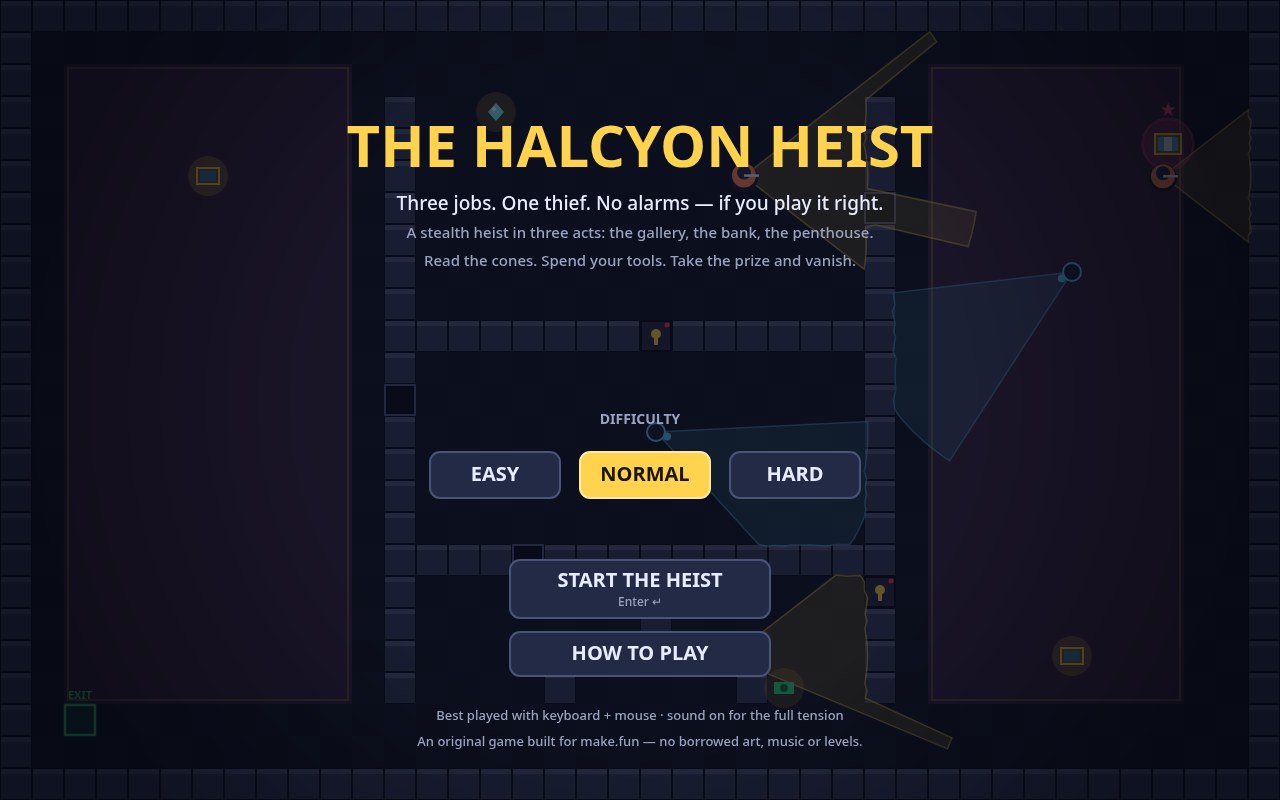 THE HALCYON HEIST
Three jobs. One thief. No alarms — if you play it right.
A stealth heist in three acts: the gallery, the bank, the penthouse.
Read the cones. Spend your tools. Take the prize and vanish.
DIFFICULTY
EASY NORMAL HARD
START THE HEIST
Enter ↵
HOW TO PLAY
EXIT
Best played with keyboard + mouse · sound on for the full tension
An original game built for make.fun — no borrowed art, music or levels.